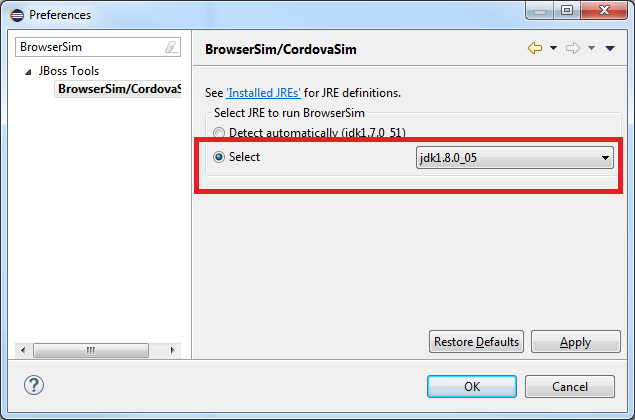 Preferences
BrowserSim
BrowserSim/CordovaSim
JBoss Tools
BrowserSim/CordovaS
See 'Installed JREs' for JRE definitions.
Select JRE to run BrowserSim
Detect automatically (jdk1.7.0_51)
Select
jdk1.8.0_05
Restore Defaults
Apply
?
OK
Cancel